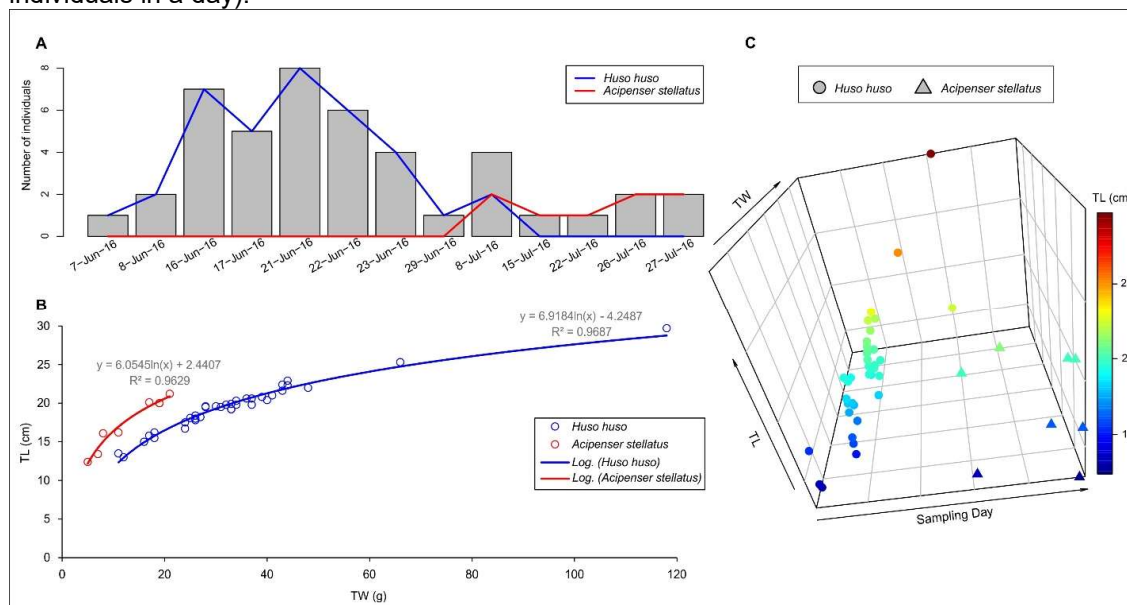 individuals in a day).
A
Number of individuals
8
6
4
2
0
Huso huso
Acipenser stellatus
7−Jun−16
8−Jun−16
16−Jun−16
17−Jun−16
21−Jun−16
22−Jun−16
23−Jun−16
29−Jun−16
8−Jul−16
15−Jul−16
22−Jul−16
26−Jul−16
27−Jul−16
B
TL (cm)
30
25
20
15
10
5
0
y = 6.0545ln(x) + 2.4407
R² = 0.9629
y = 6.9184ln(x) - 4.2487
R² = 0.9687
Huso huso
Acipenser stellatus
Log. (Huso huso)
Log. (Acipenser stellatus)
0 20 40 60 80 100 120
TW (g)
C
Huso huso Acipenser stellatus
TW
TL
Sampling Day
TL (cm
2
2
1